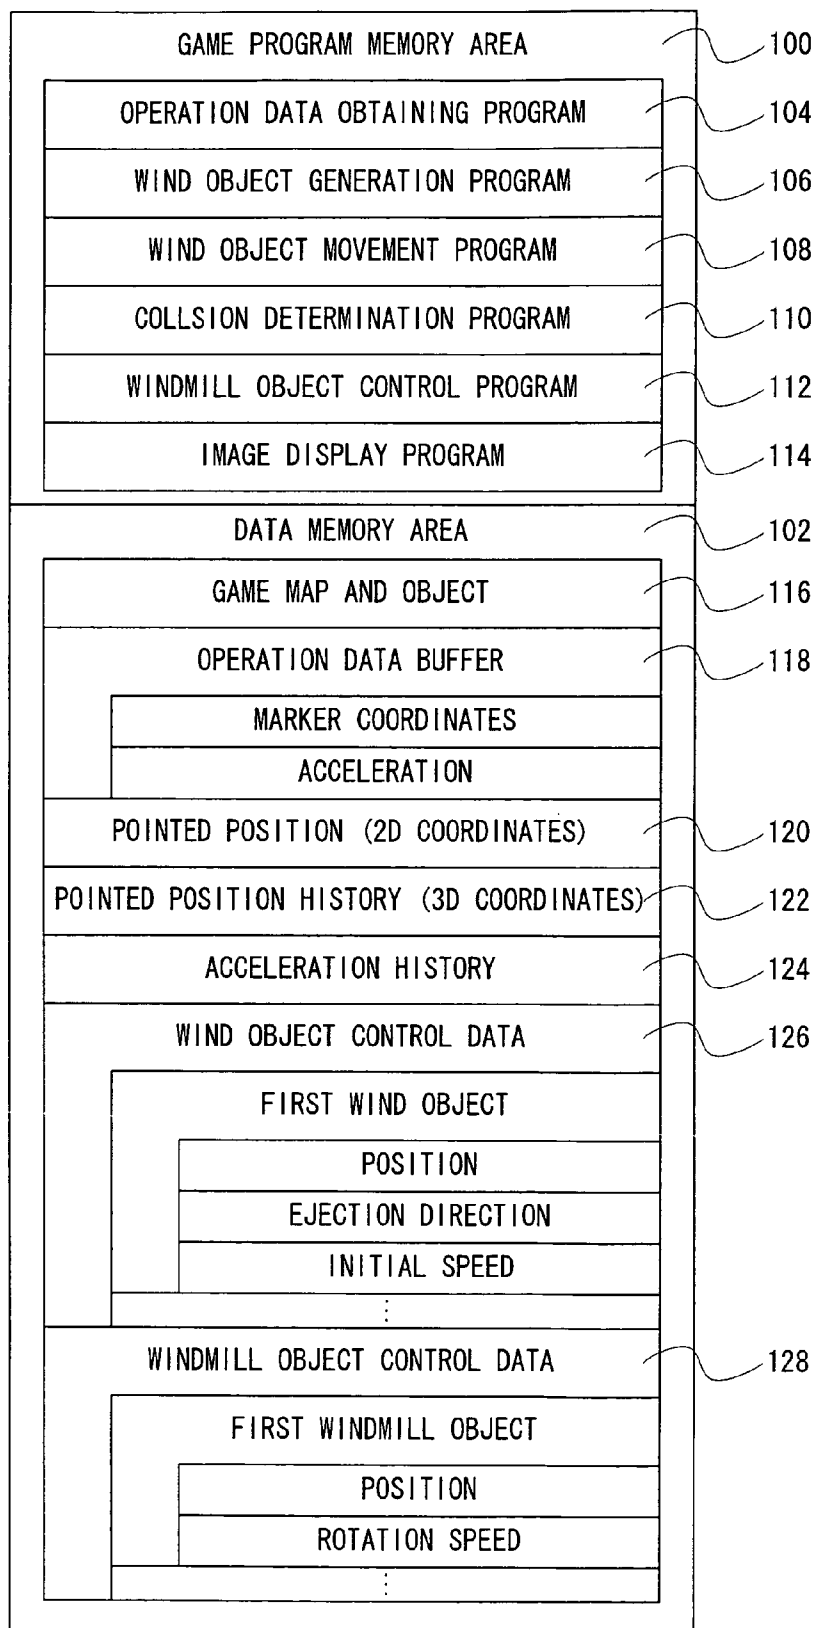 GAME PROGRAM MEMORY AREA 100
OPERATION DATA OBTAINING PROGRAM 104
WIND OBJECT GENERATION PROGRAM 106
WIND OBJECT MOVEMENT PROGRAM 108
COLLSION DETERMINATION PROGRAM 110
WINDMILL OBJECT CONTROL PROGRAM 112
IMAGE DISPLAY PROGRAM 114
DATA MEMORY AREA 102
GAME MAP AND OBJECT 116
OPERATION DATA BUFFER 118
MARKER COORDINATES
ACCELERATION
POINTED POSITION (2D COORDINATES) 120
POINTED POSITION HISTORY (3D COORDINATES) 122
ACCELERATION HISTORY 124
WIND OBJECT CONTROL DATA 126
FIRST WIND OBJECT
POSITION
EJECTION DIRECTION
INITIAL SPEED
⋮
WINDMILL OBJECT CONTROL DATA 128
FIRST WINDMILL OBJECT
POSITION
ROTATION SPEED
⋮